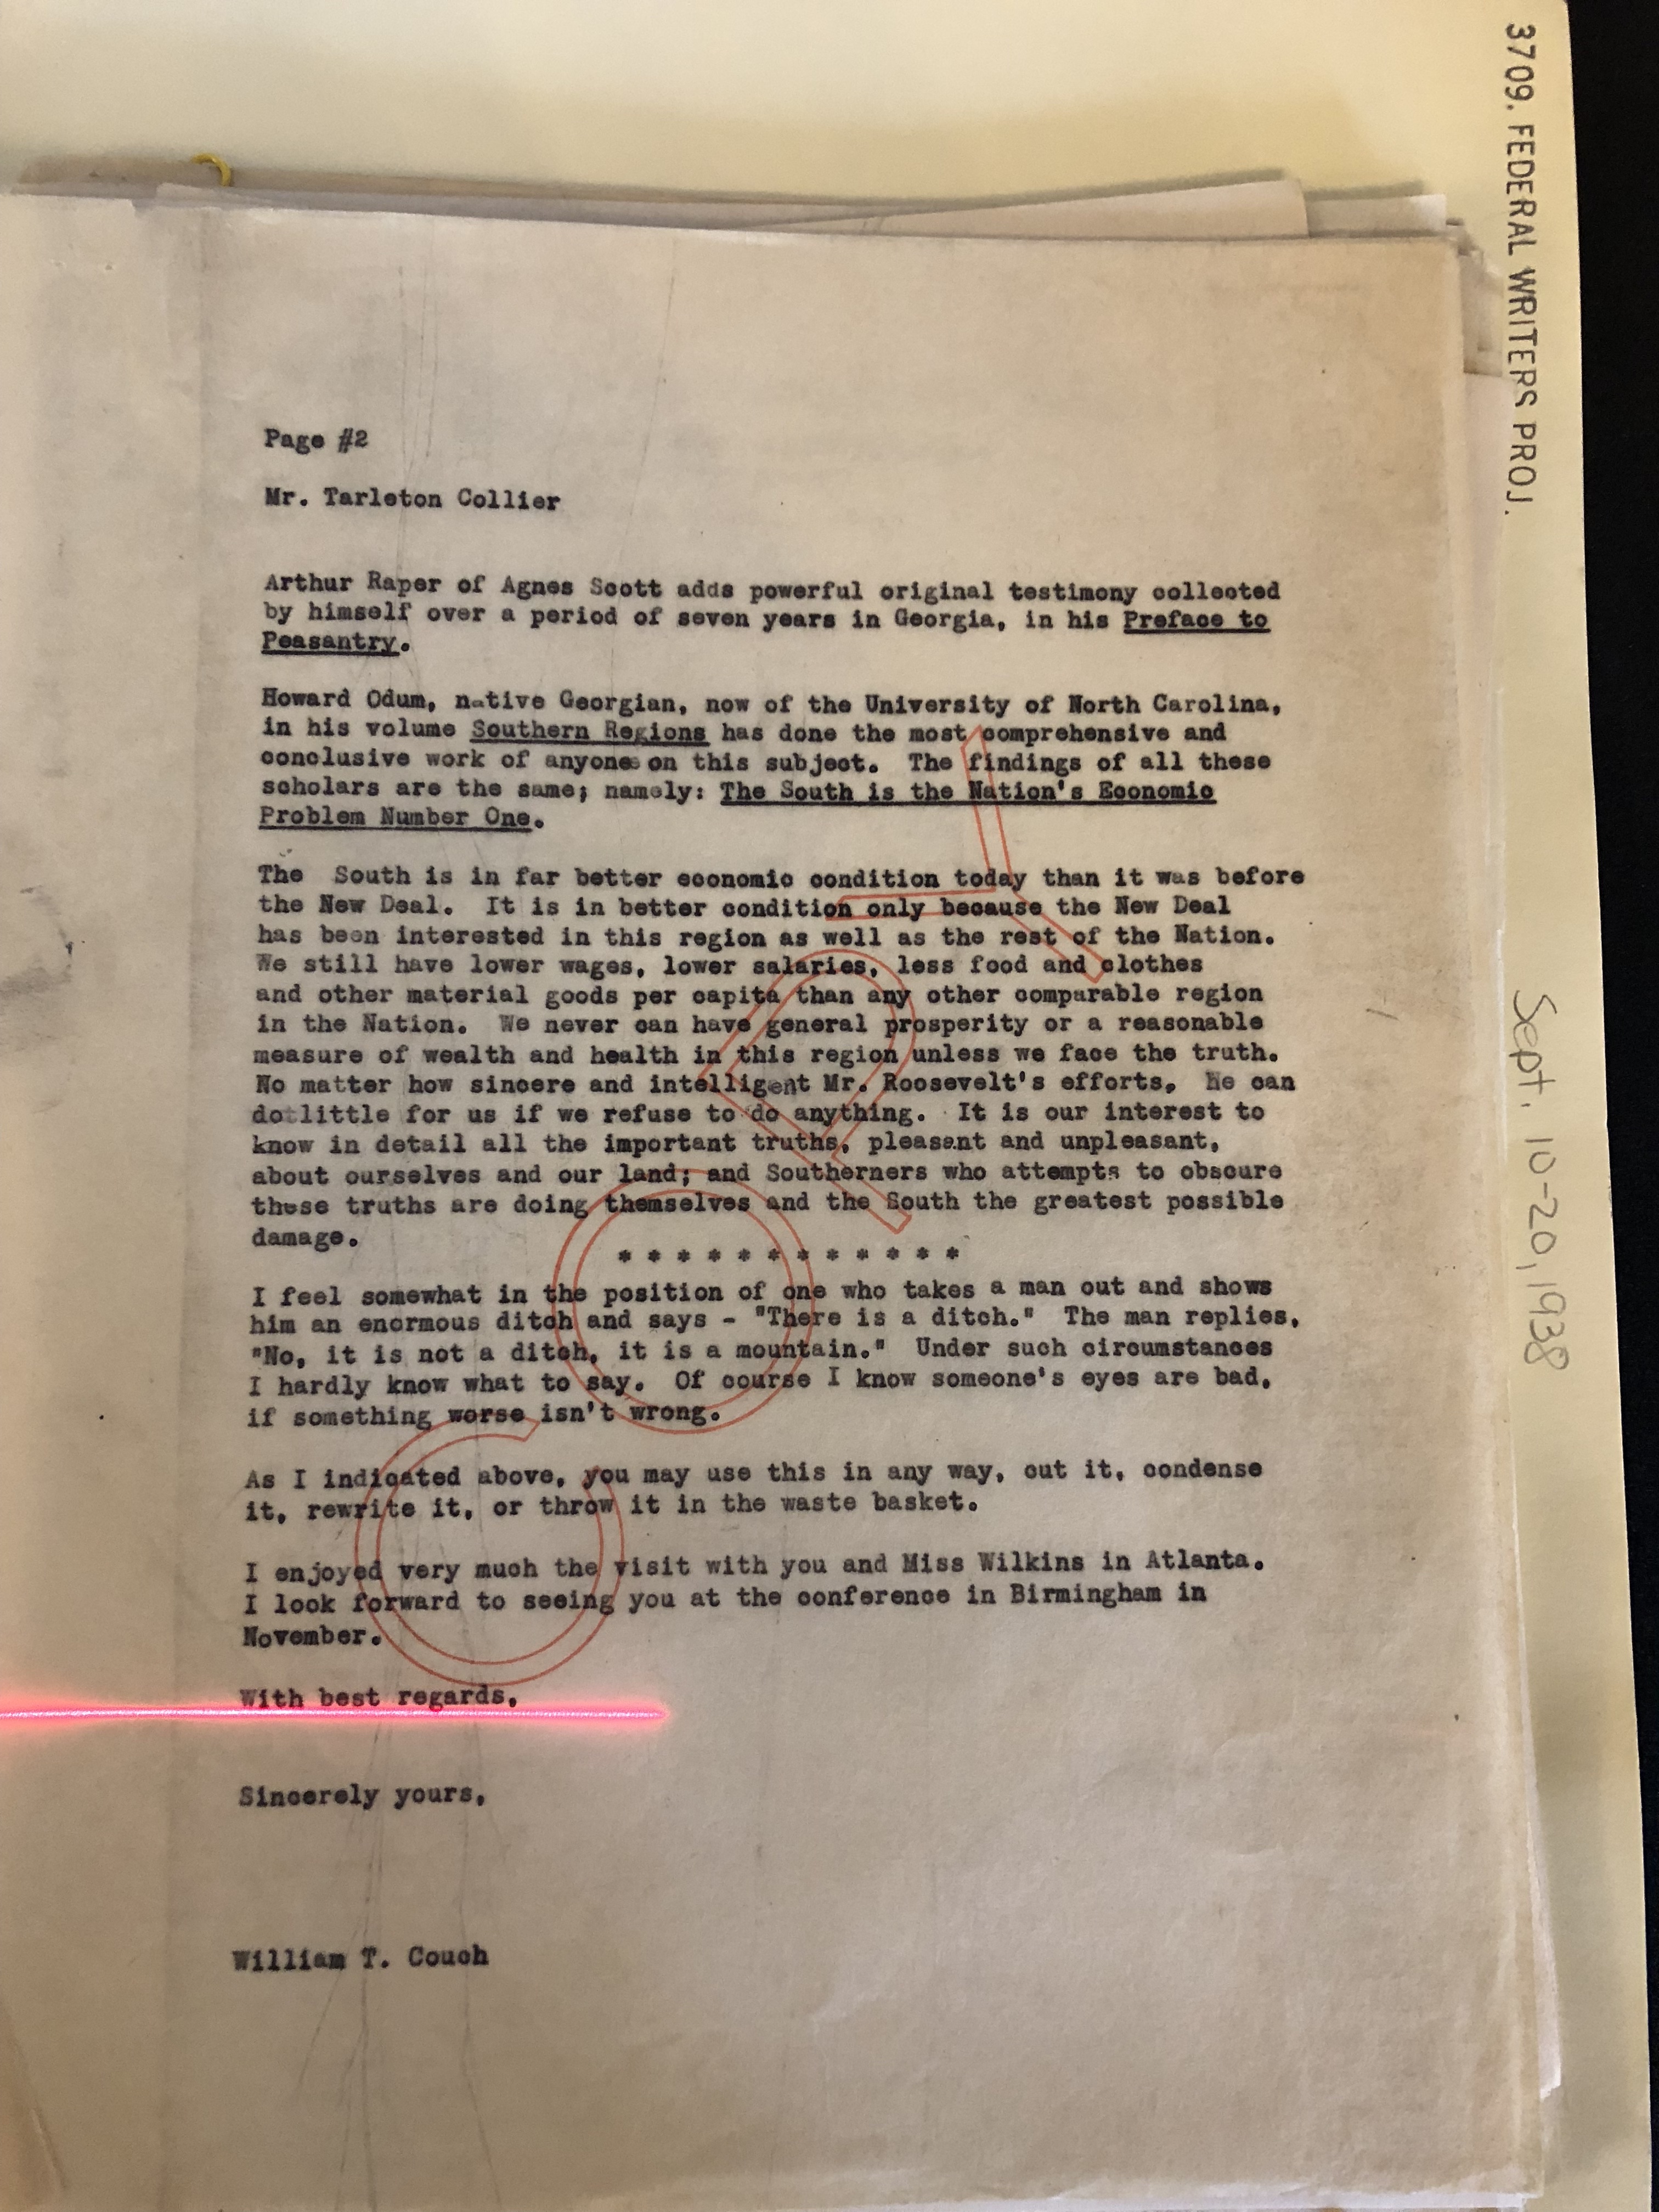 3709. FEDERAL WRITERS PROJ.
Sept. 10-20, 1938
Page #2
Mr. Tarleton Collier
Arthur Raper of Agnes Scott adds powerful original testimony collected
by himself over a period of seven years in Georgia, in his Preface to
Peasantry.
Howard Odum, native Georgian, now of the University of North Carolina,
in his volume Southern Regions has done the most comprehensive and
conclusive work of anyone on this subject. The findings of all these
scholars are the same; namely: The South is the Nation's Economic
Problem Number One.
The South is in far better economic condition today than it was before
the New Deal. It is in better condition only because the New Deal
has been interested in this region as well as the rest of the Nation.
We still have lower wages, lower salaries, less food and clothes
and other material goods per capita than any other comparable region
in the Nation. We never can have general prosperity or a reasonable
measure of wealth and health in this region unless we face the truth.
No matter how sincere and intelligent Mr. Roosevelt's efforts, He can
do little for us if we refuse to do anything. It is our interest to
know in detail all the important truths, pleasant and unpleasant,
about ourselves and our land; and Southerners who attempts to obscure
these truths are doing themselves and the South the greatest possible
damage.
* * * * * * * * * * * *
I feel somewhat in the position of one who takes a man out and shows
him an enormous ditch and says - "There is a ditch." The man replies,
"No, it is not a ditch, it is a mountain." Under such circumstances
I hardly know what to say. Of course I know someone's eyes are bad,
if something worse isn't wrong.
As I indicated above, you may use this in any way, cut it, condense
it, rewrite it, or throw it in the waste basket.
I enjoyed very much the visit with you and Miss Wilkins in Atlanta.
I look forward to seeing you at the conference in Birmingham in
November.
With best regards,
Sincerely yours,
William T. Couch
COPY